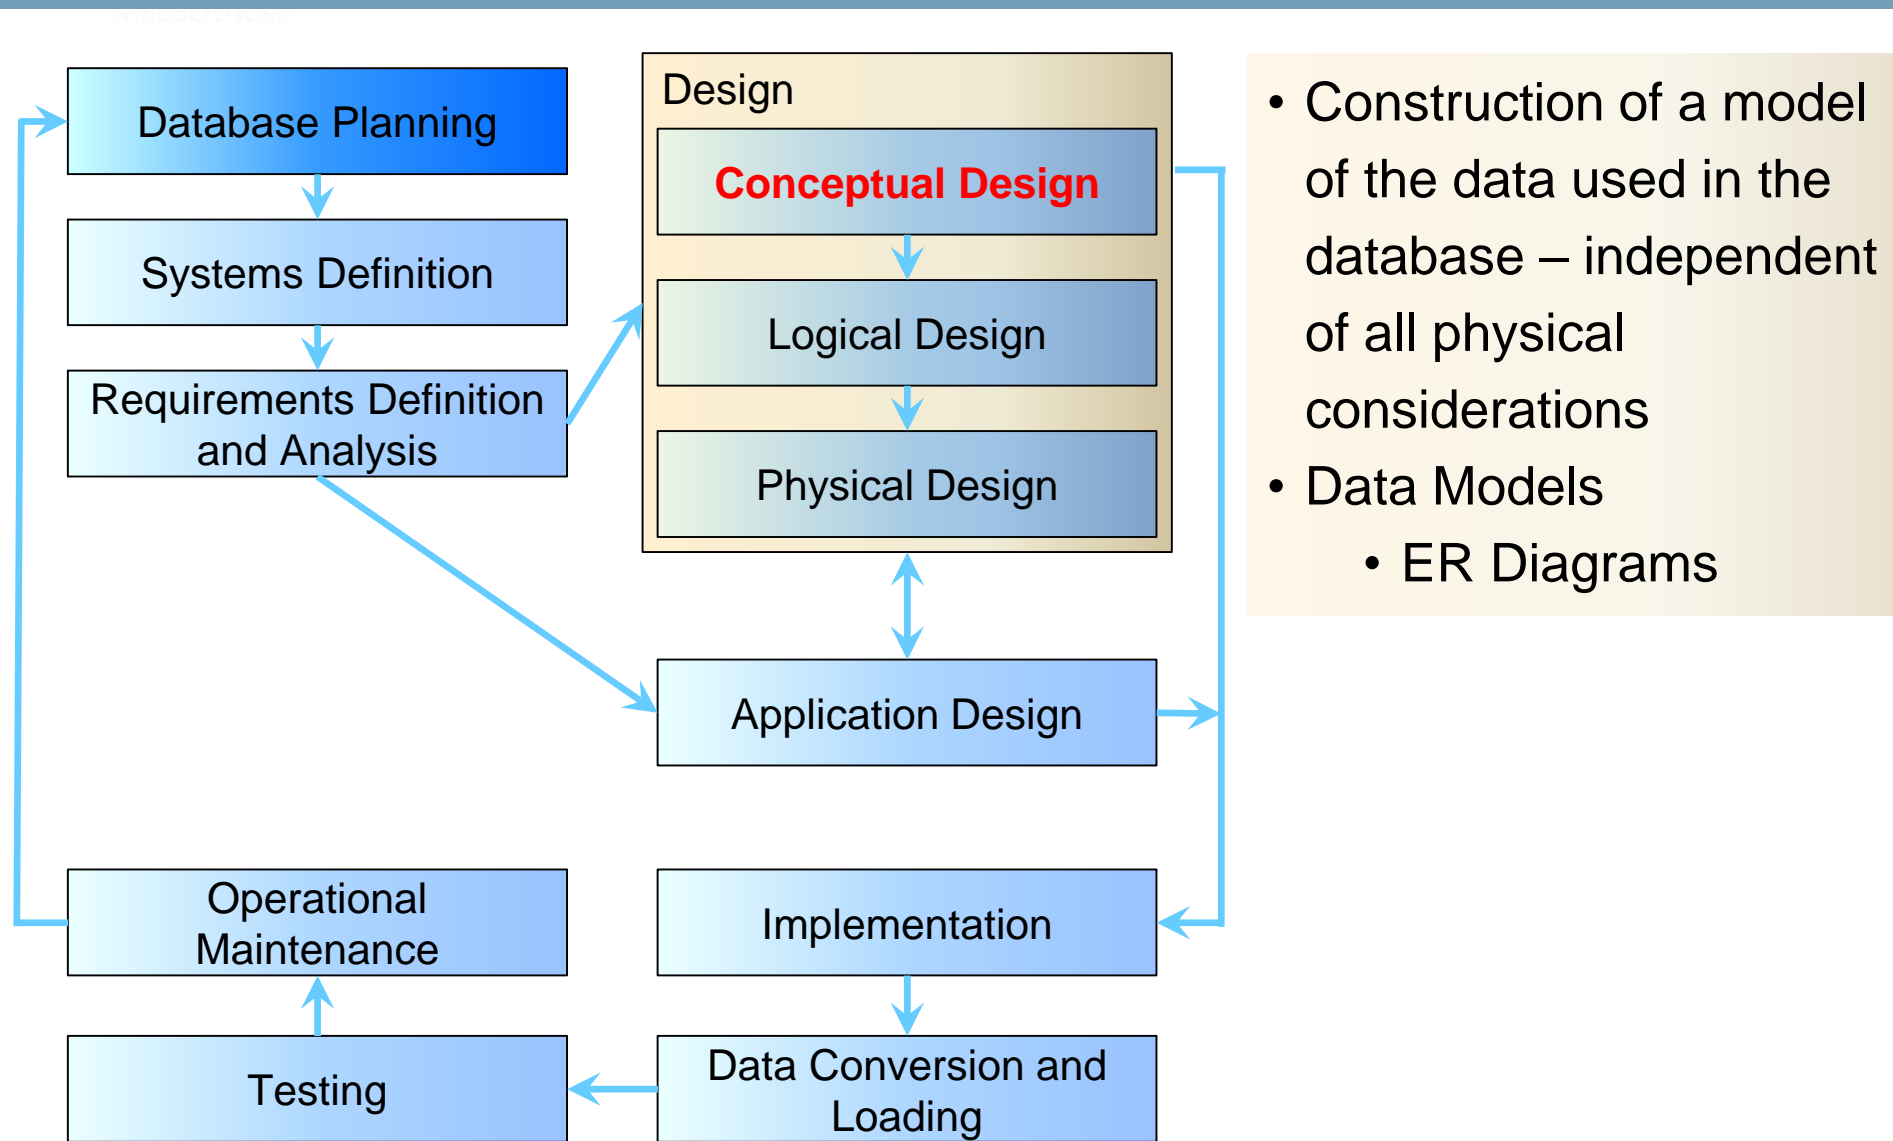 Database Planning
Systems Definition
Requirements Definition
and Analysis
Design
Conceptual Design
Logical Design
Physical Design
Application Design
Implementation
Data Conversion and
Loading
Testing
Operational
Maintenance
• Construction of a model
of the data used in the
database – independent
of all physical
considerations
• Data Models
• ER Diagrams